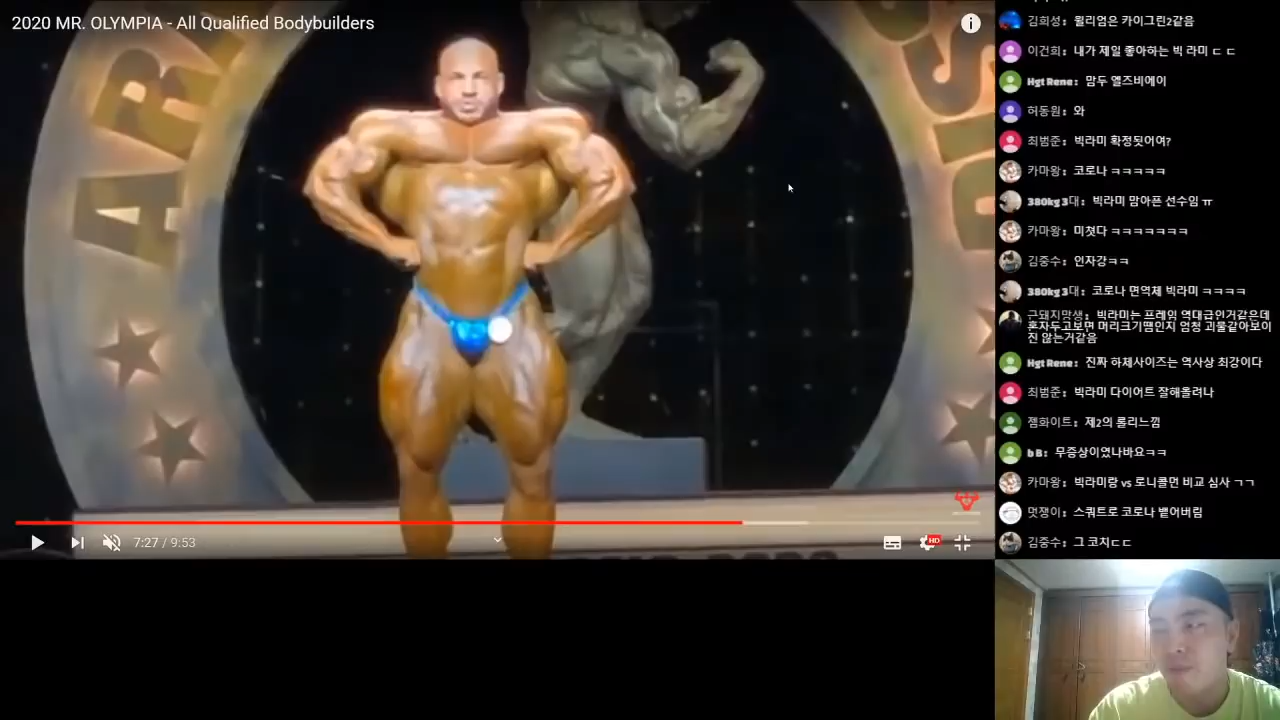 2020 MR. OLYMPIA - All Qualified Bodybuilders
ARN
DIS
7:27 / 9:53
HD
김희성: 윌리엄은 카이그린2같음
이건희: 내가 제일 좋아하는 빅 라미 ㄷ ㄷ
Hgt Rene: 맘두 엘즈비에이
허동원: 와
최범준: 빅라미 확정됫어여?
카마왕: 코로나 ㅋㅋㅋㅋㅋ
380kg 3대: 빅라미 맘아픈 선수임 ㅠ
카마왕: 미쳣다 ㅋㅋㅋㅋㅋㅋㅋ
김중수: 인자강ㅋㅋ
380kg 3대: 코로나 면역체 빅라미 ㅋㅋㅋㅋ
근돼지망생: 빅라미는 프레임 역대급인거같은데
혼자두고보면 머리크기땜인지 엄청 괴물같아보이
진 않는거같음
Hgt Rene: 진짜 하체사이즈는 역사상 최강이다
최범준: 빅라미 다이어트 잘해올려나
젬화이트: 제2의 롤리느낌
b B: 무증상이였나바요ㅋㅋ
카마왕: 빅라미랑 vs 로니콜먼 비교 심사 ㄱㄱ
멋쟁이: 스쿼트로 코로나 뱉어버림
김중수: 그 코치ㄷㄷ